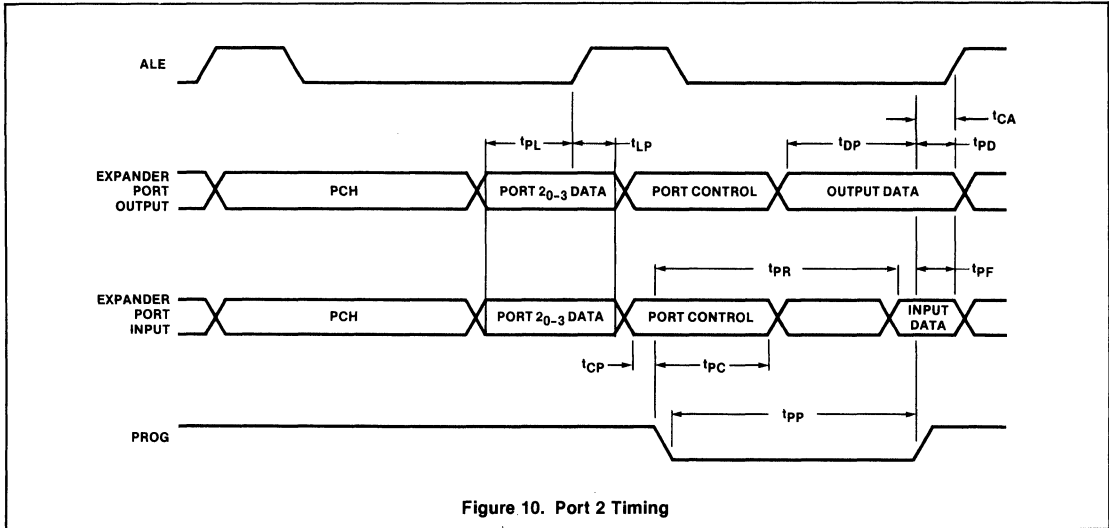 ALE
tCA
tPL
tLP
tDP
tPD
EXPANDER
PORT
OUTPUT
PCH
PORT 20-3 DATA
PORT CONTROL
OUTPUT DATA
tPR
tPF
EXPANDER
PORT
INPUT
PCH
PORT 20-3 DATA
PORT CONTROL
INPUT
DATA
tCP
tPC
tPP
PROG
Figure 10. Port 2 Timing